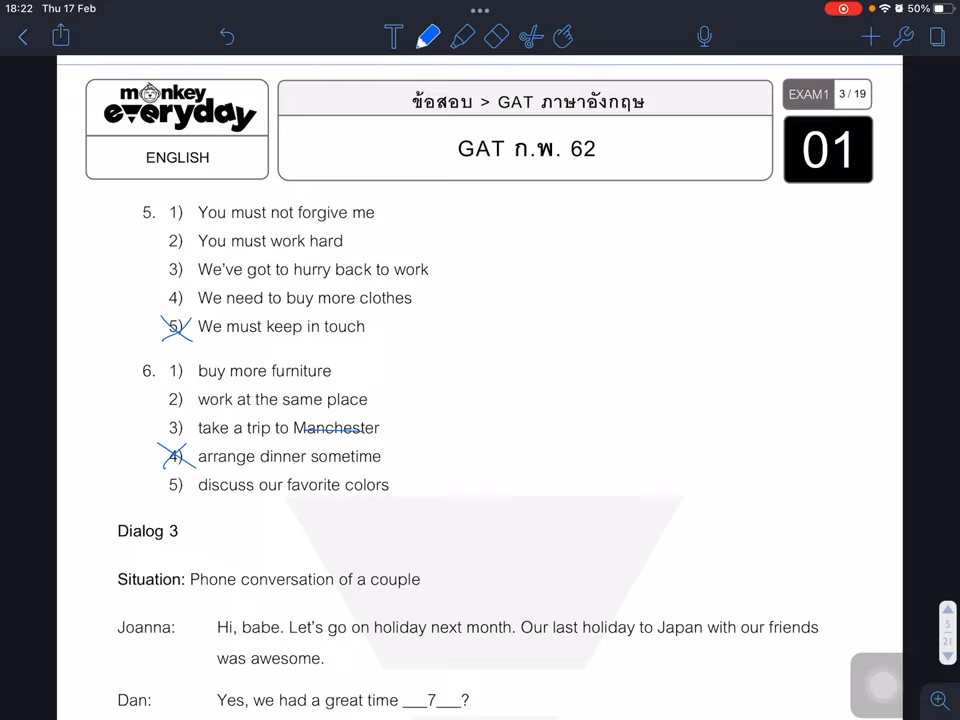 18:22 Thu 17 Feb
50%
monkey
everyday
ENGLISH
ข้อสอบ > GAT ภาษาอังกฤษ
GAT ก.พ. 62
EXAM1 3 / 19
01
5. 1) You must not forgive me
2) You must work hard
3) We've got to hurry back to work
4) We need to buy more clothes
5) We must keep in touch
6. 1) buy more furniture
2) work at the same place
3) take a trip to Manchester
4) arrange dinner sometime
5) discuss our favorite colors
Dialog 3
Situation: Phone conversation of a couple
Joanna: Hi, babe. Let's go on holiday next month. Our last holiday to Japan with our friends
was awesome.
Dan: Yes, we had a great time ___7___?
5
21